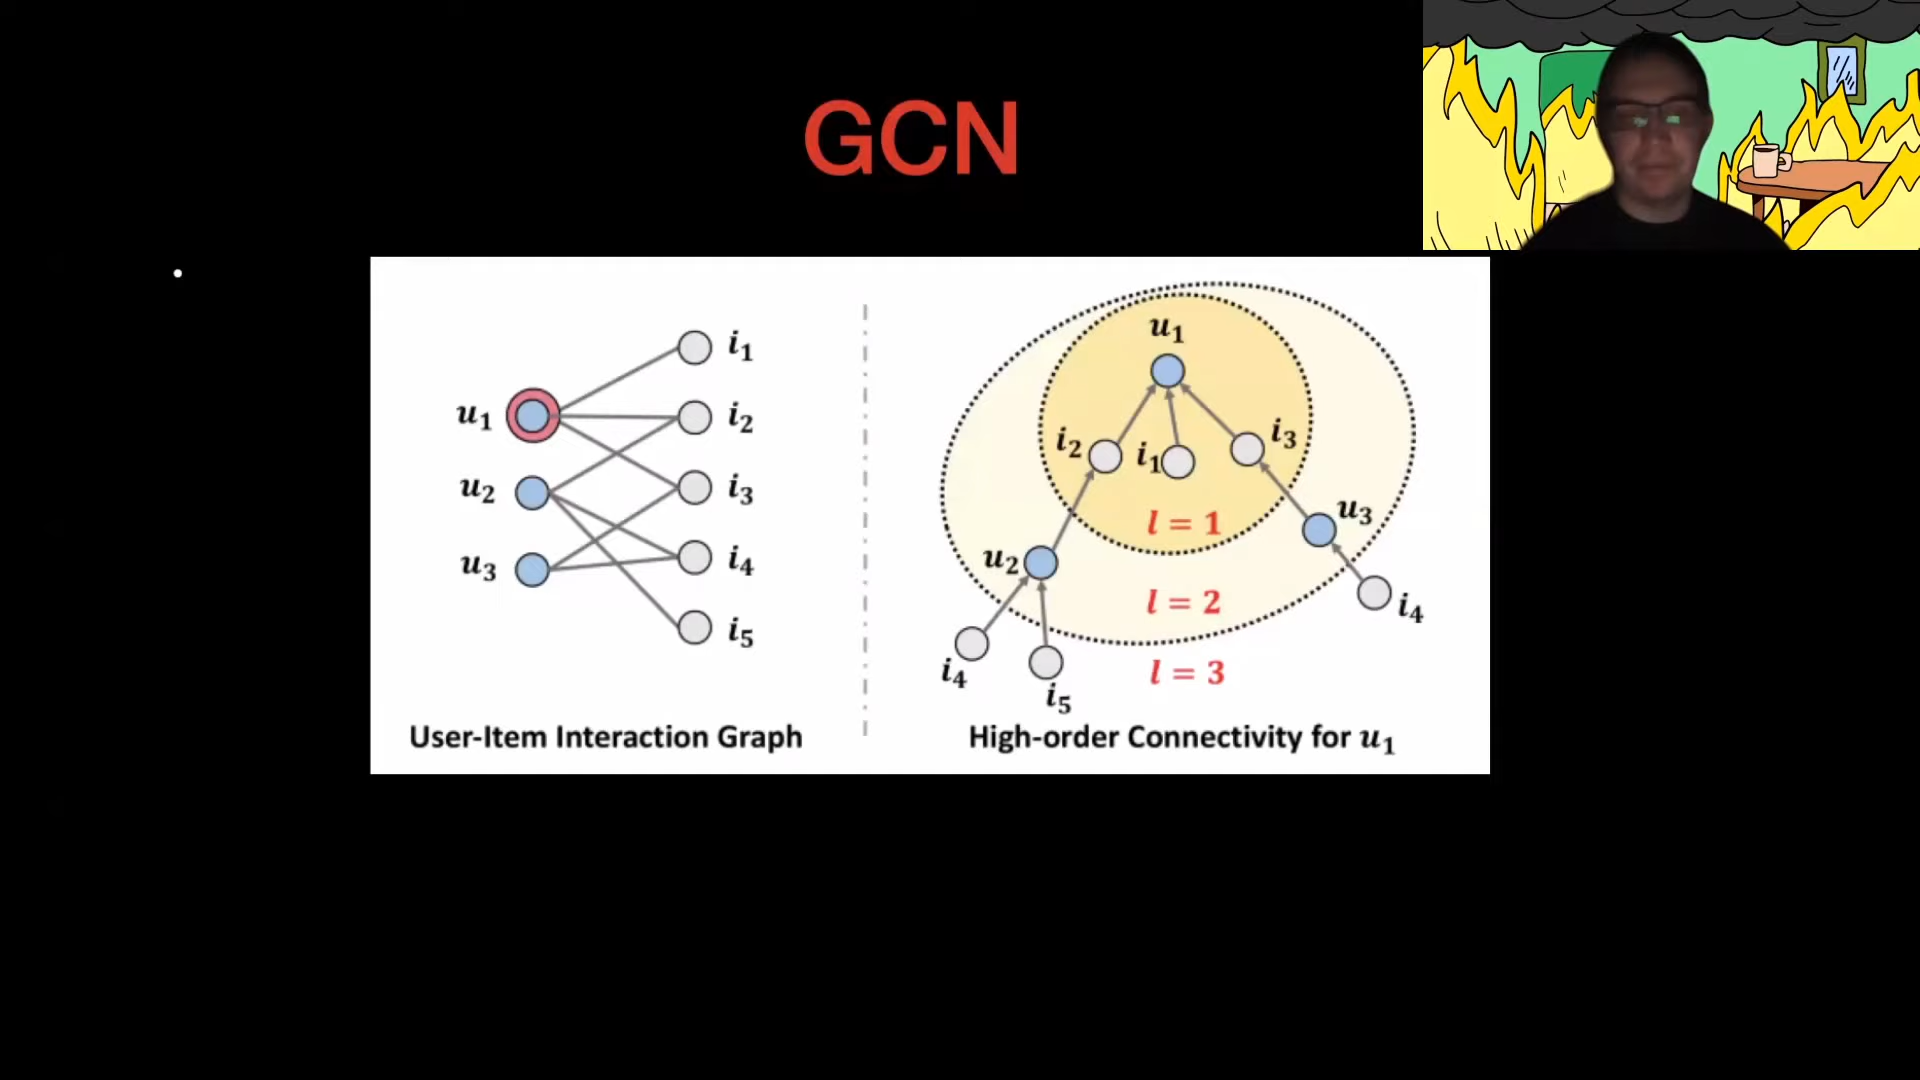 GCN
u1
u2
u3
i1
i2
i3
i4
i5
User-Item Interaction Graph
u1
i2
i1
i3
l = 1
u3
u2
l = 2
i4
i4
i5
l = 3
High-order Connectivity for u1